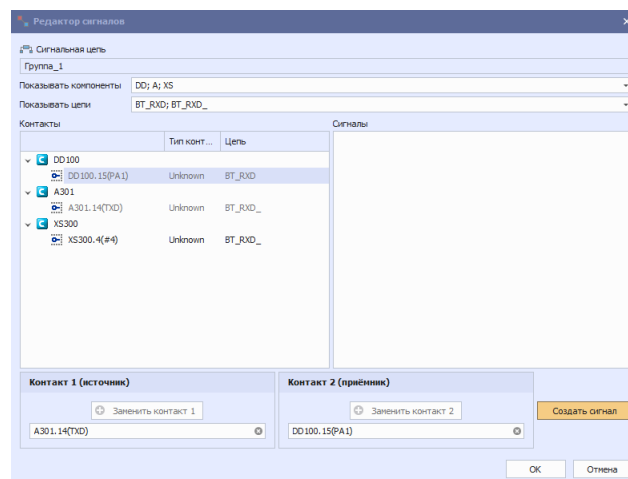 Редактор сигналов
Сигнальная цепь
Группа_1
Показывать компоненты DD; A; XS
Показывать цепи BT_RXD; BT_RXD_
Контакты Сигналы
Тип конт... Цепь
DD100
DD100.15(PA1) Unknown BT_RXD
A301
A301.14(TXD) Unknown BT_RXD_
XS300
XS300.4(#4) Unknown BT_RXD_
Контакт 1 (источник) Контакт 2 (приёмник)
Заменить контакт 1 Заменить контакт 2 Создать сигнал
A301.14(TXD) DD100.15(PA1)
OK Отмена